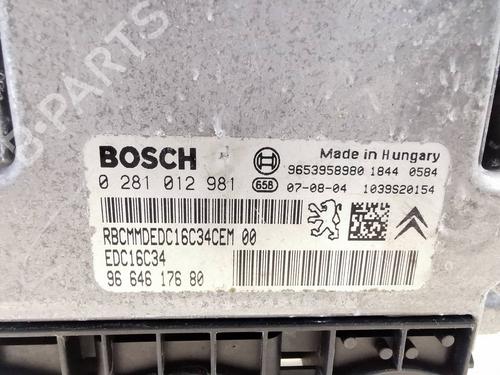 B-PARTS
BOSCH
Made in Hungary
9653958980 1844 0584
0 281 012 981 658 07-08-04 1039S20154
RBCMMDEDC16C34CEM 00
EDC16C34
96 646 176 80